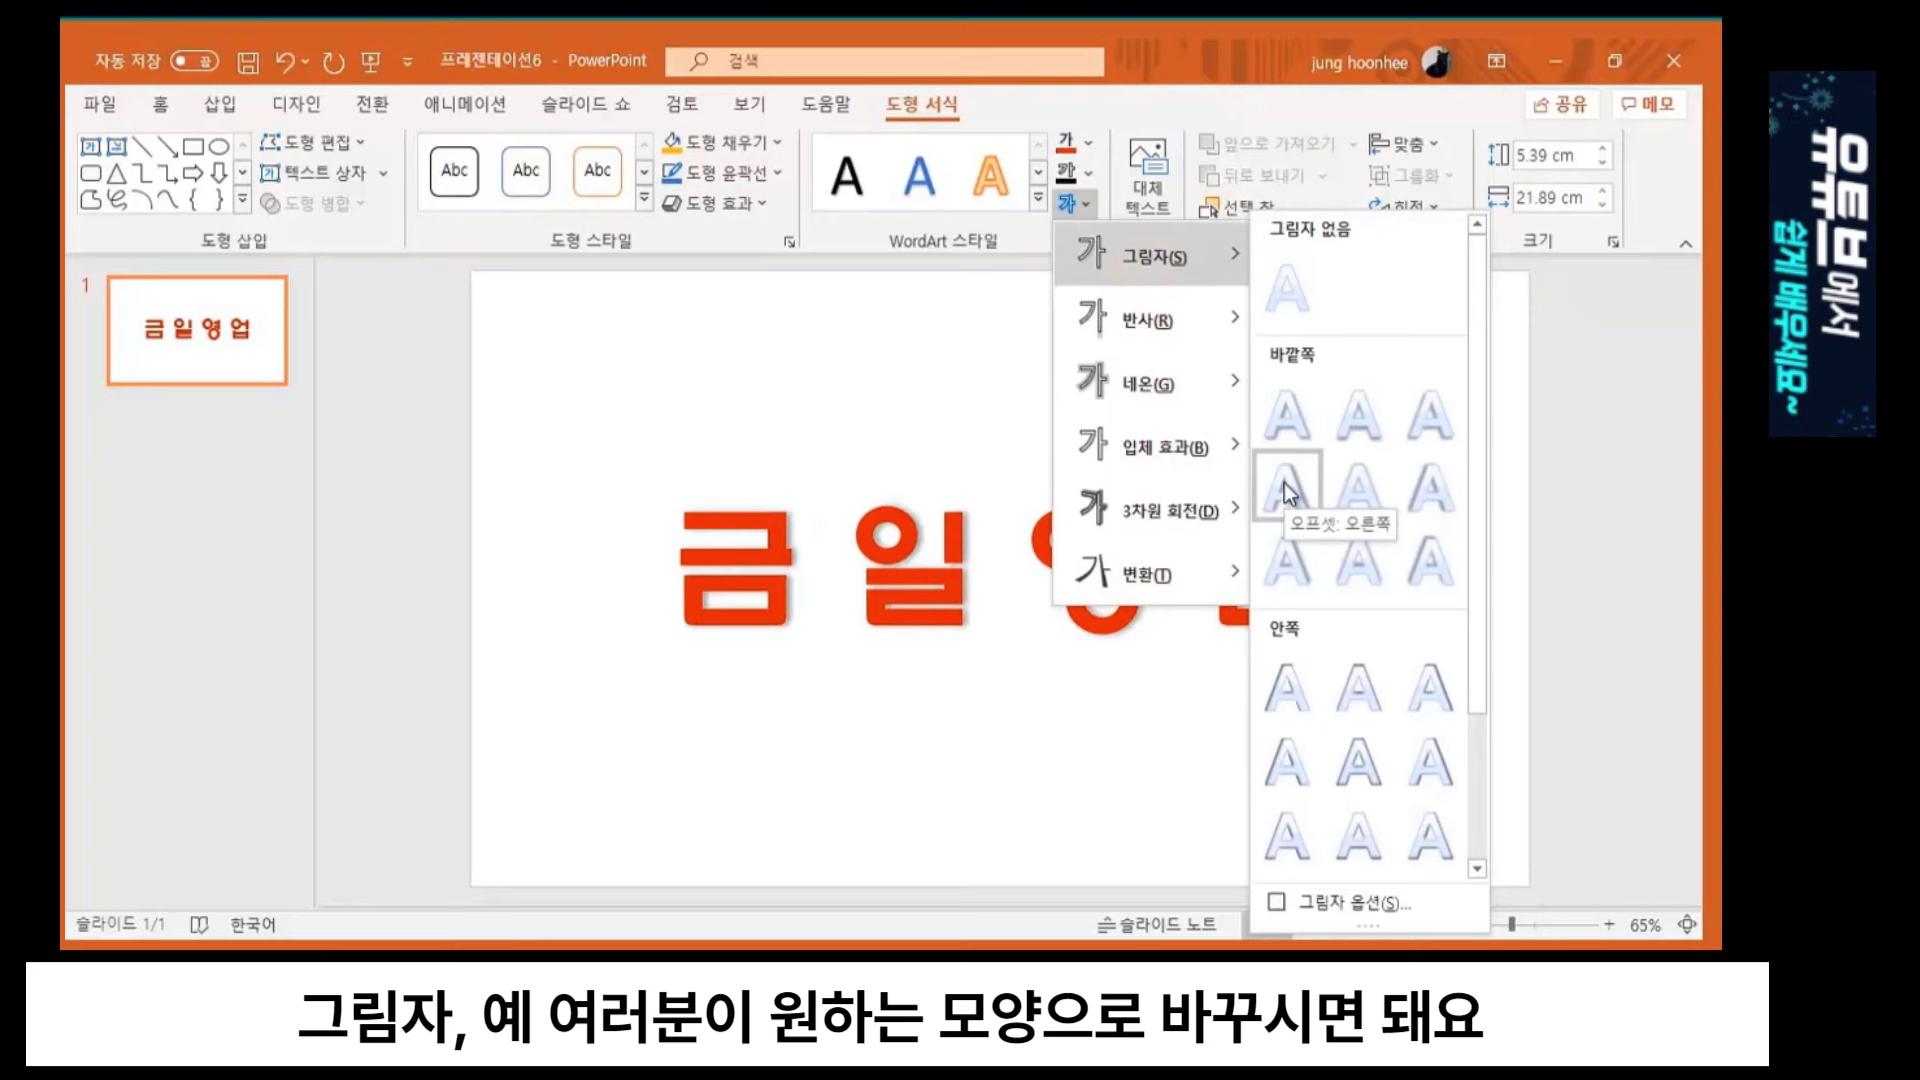 자동 저장 끔 프레젠테이션6 - PowerPoint 검색 jung hoonhee
파일 홈 삽입 디자인 전환 애니메이션 슬라이드 쇼 검토 보기 도움말 도형 서식 공유 메모
도형 편집
텍스트 상자
도형 병합
도형 삽입
Abc Abc Abc
도형 채우기
도형 윤곽선
도형 효과
도형 스타일
A A A
가
가
가
WordArt 스타일
대체
텍스트
앞으로 가져오기
뒤로 보내기
선택 창
맞춤
그룹화
회전
5.39 cm
21.89 cm
크기
가 그림자(S)
가 반사(R)
가 네온(G)
가 입체 효과(B)
가 3차원 회전(D)
가 변환(T)
그림자 없음
A
바깥쪽
A A A
A A A
오프셋: 오른쪽
A A A
안쪽
A A A
A A A
A A A
그림자 옵션(S)...
1
금일영업
금 일
슬라이드 1/1 한국어 슬라이드 노트 65%
유튜브에서
쉽게 배우세요~
그림자, 예 여러분이 원하는 모양으로 바꾸시면 돼요